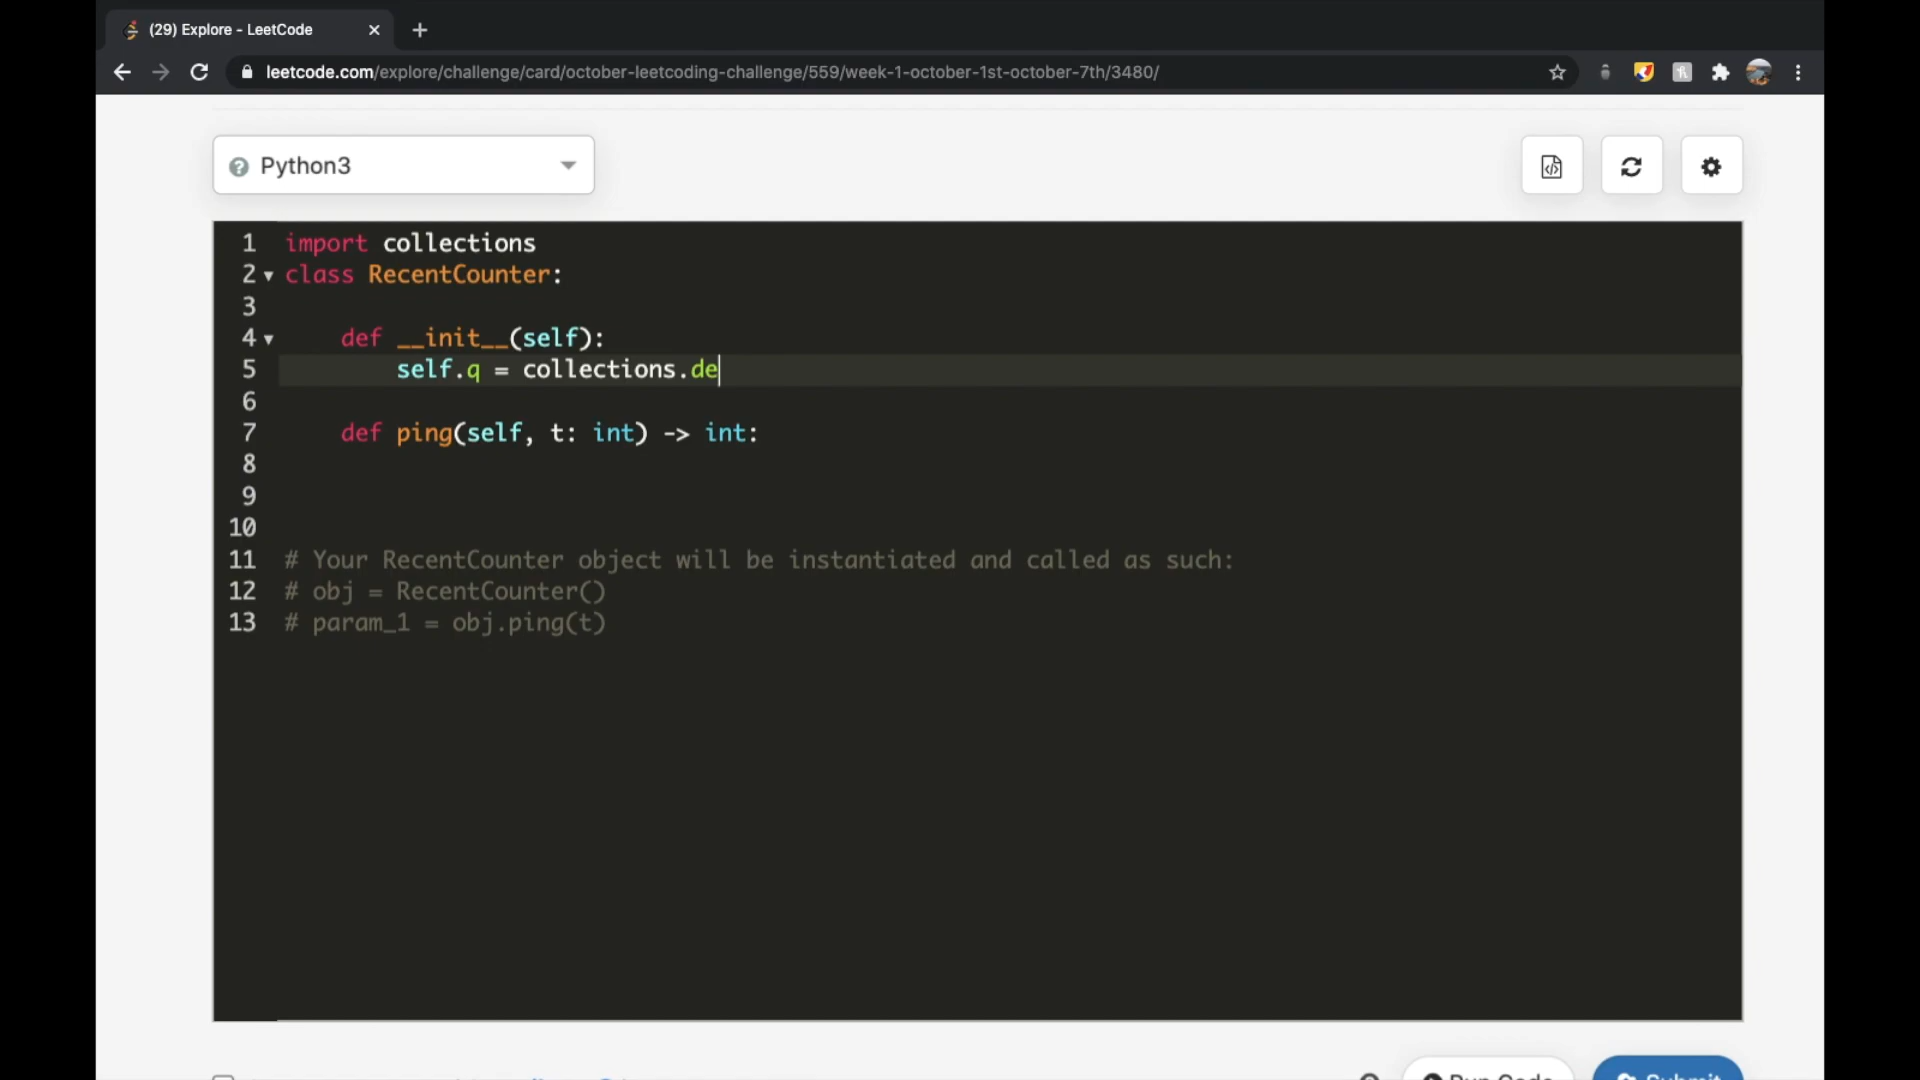 (29) Explore - LeetCode
leetcode.com/explore/challenge/card/october-leetcoding-challenge/559/week-1-october-1st-october-7th/3480/
Python3
1 import collections
2 class RecentCounter:
3
4 def __init__(self):
5 self.q = collections.de
6
7 def ping(self, t: int) -> int:
8
9
10
11 # Your RecentCounter object will be instantiated and called as such:
12 # obj = RecentCounter()
13 # param_1 = obj.ping(t)
Run Code
Submit